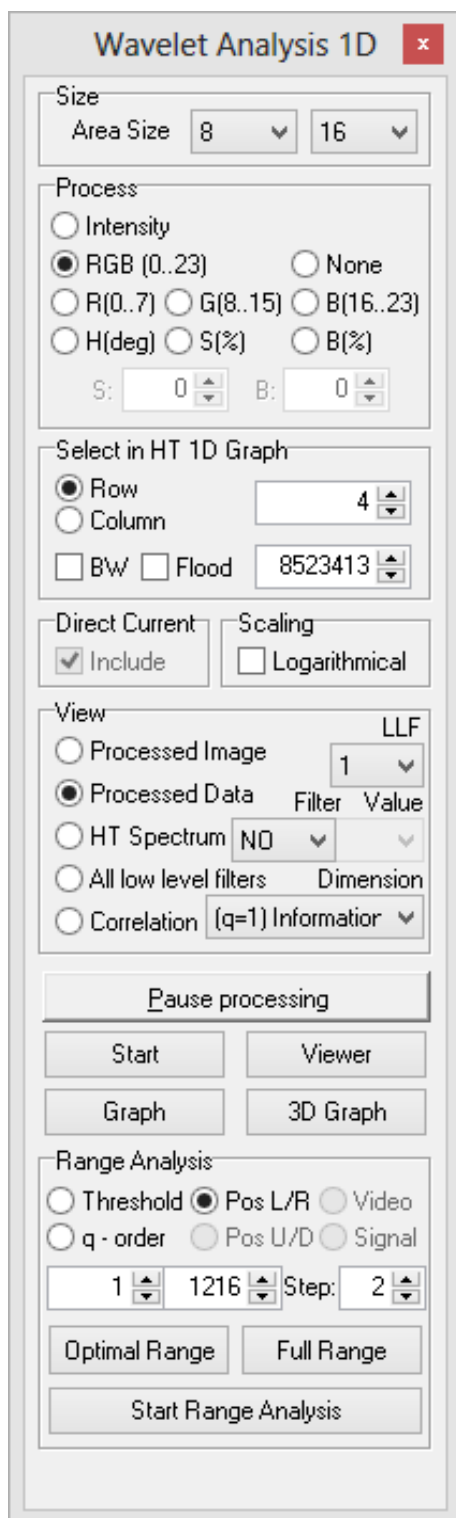 Wavelet Analysis 1D x
Size
Area Size 8 16
Process
Intensity
RGB (0..23) None
R(0..7) G(8..15) B(16..23)
H(deg) S(%) B(%)
S: 0 B: 0
Select in HT 1D Graph
Row
4
Column
BW Flood 8523413
Direct Current Scaling
Include Logarithmical
View
LLF
Processed Image
1
Processed Data Filter Value
HT Spectrum NO
All low level filters Dimension
Correlation (q=1) Information
Pause processing
Start Viewer
Graph 3D Graph
Range Analysis
Threshold Pos L/R Video
q - order Pos U/D Signal
1 1216 Step: 2
Optimal Range Full Range
Start Range Analysis